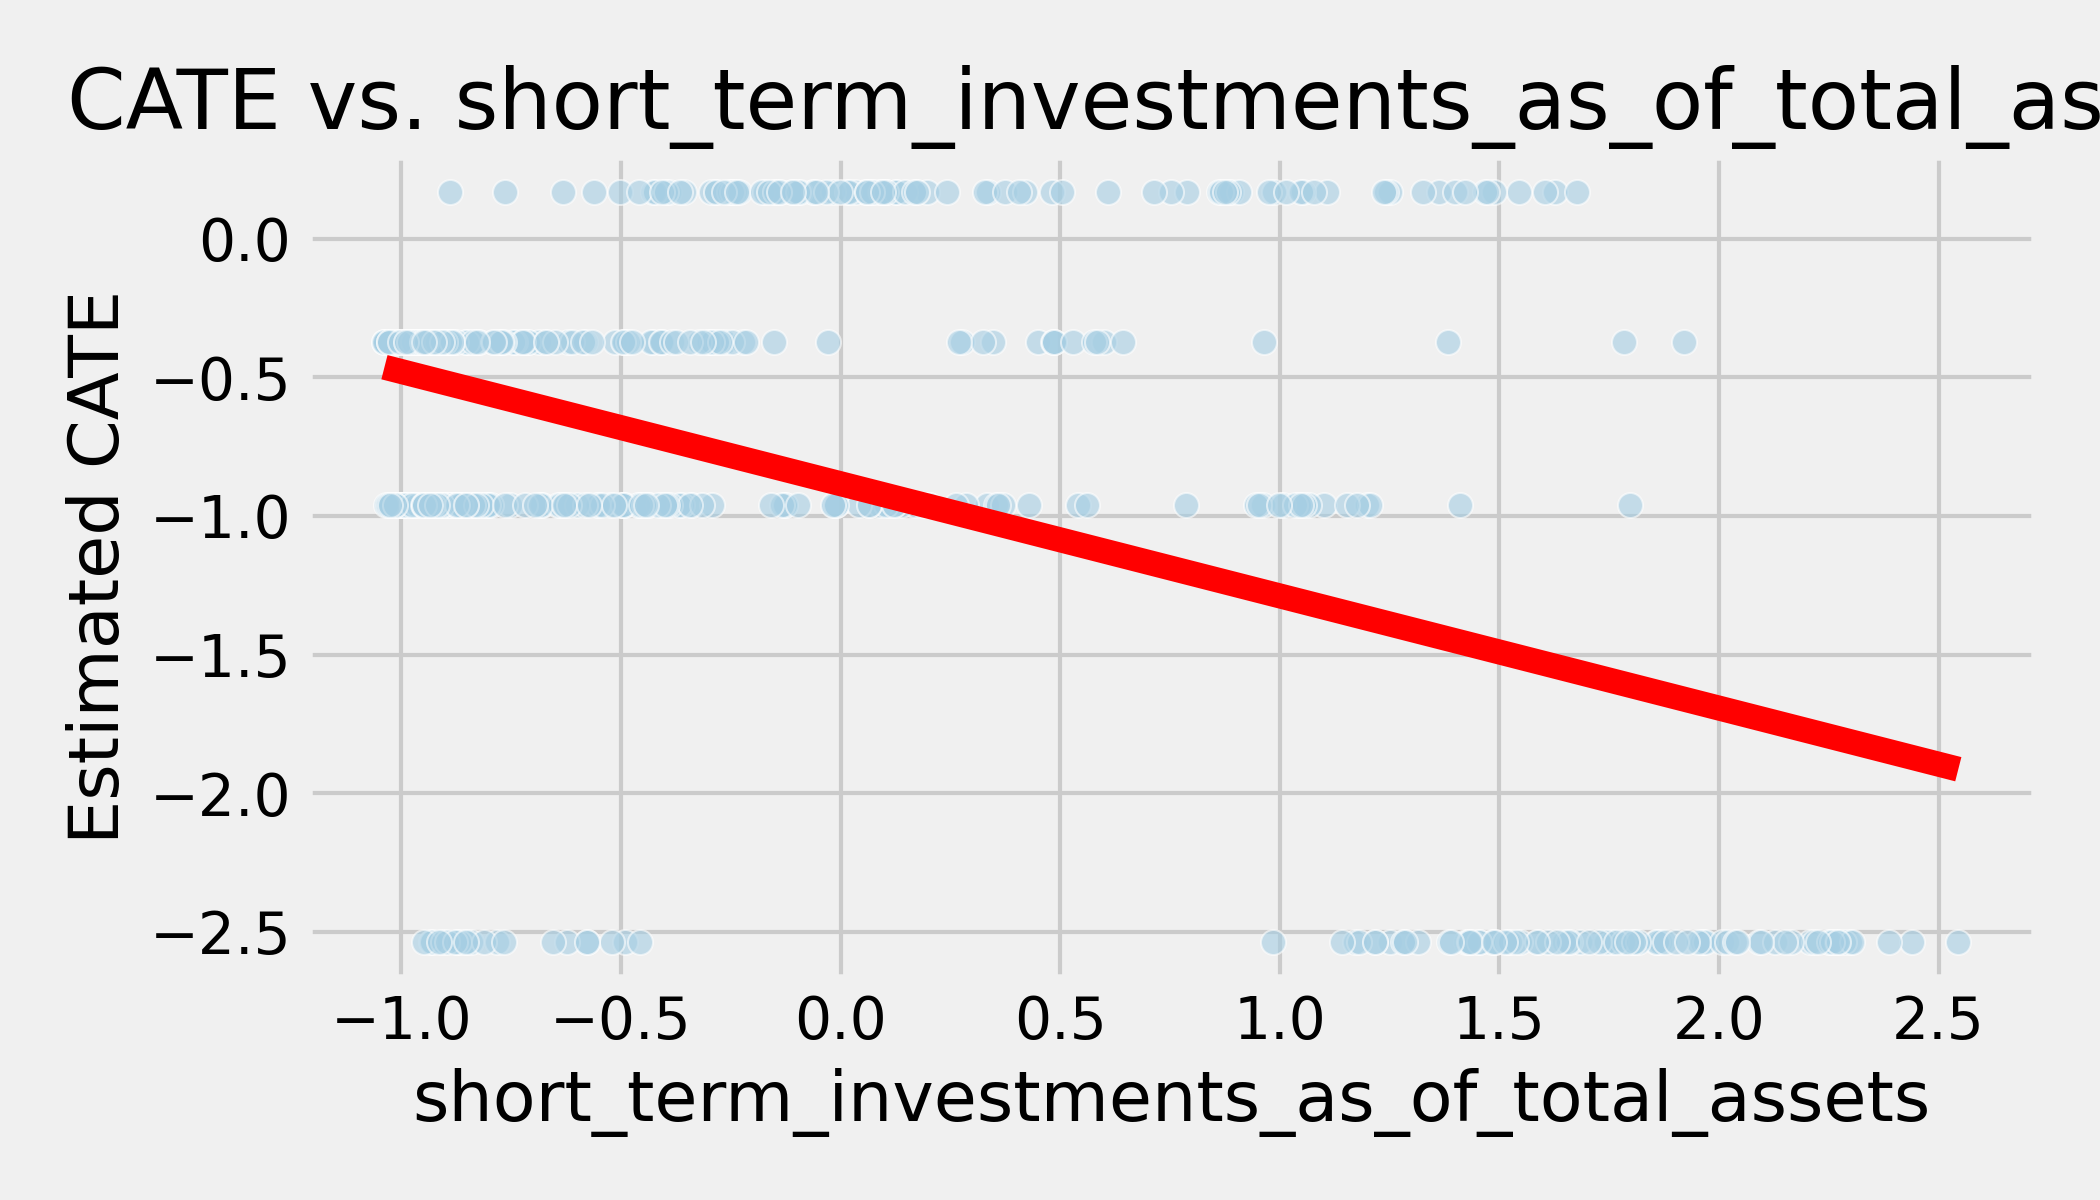 CATE vs. short_term_investments_as_of_total_as
Estimated CATE
0.0
−0.5
−1.0
−1.5
−2.0
−2.5
−1.0 −0.5 0.0 0.5 1.0 1.5 2.0 2.5
short_term_investments_as_of_total_assets